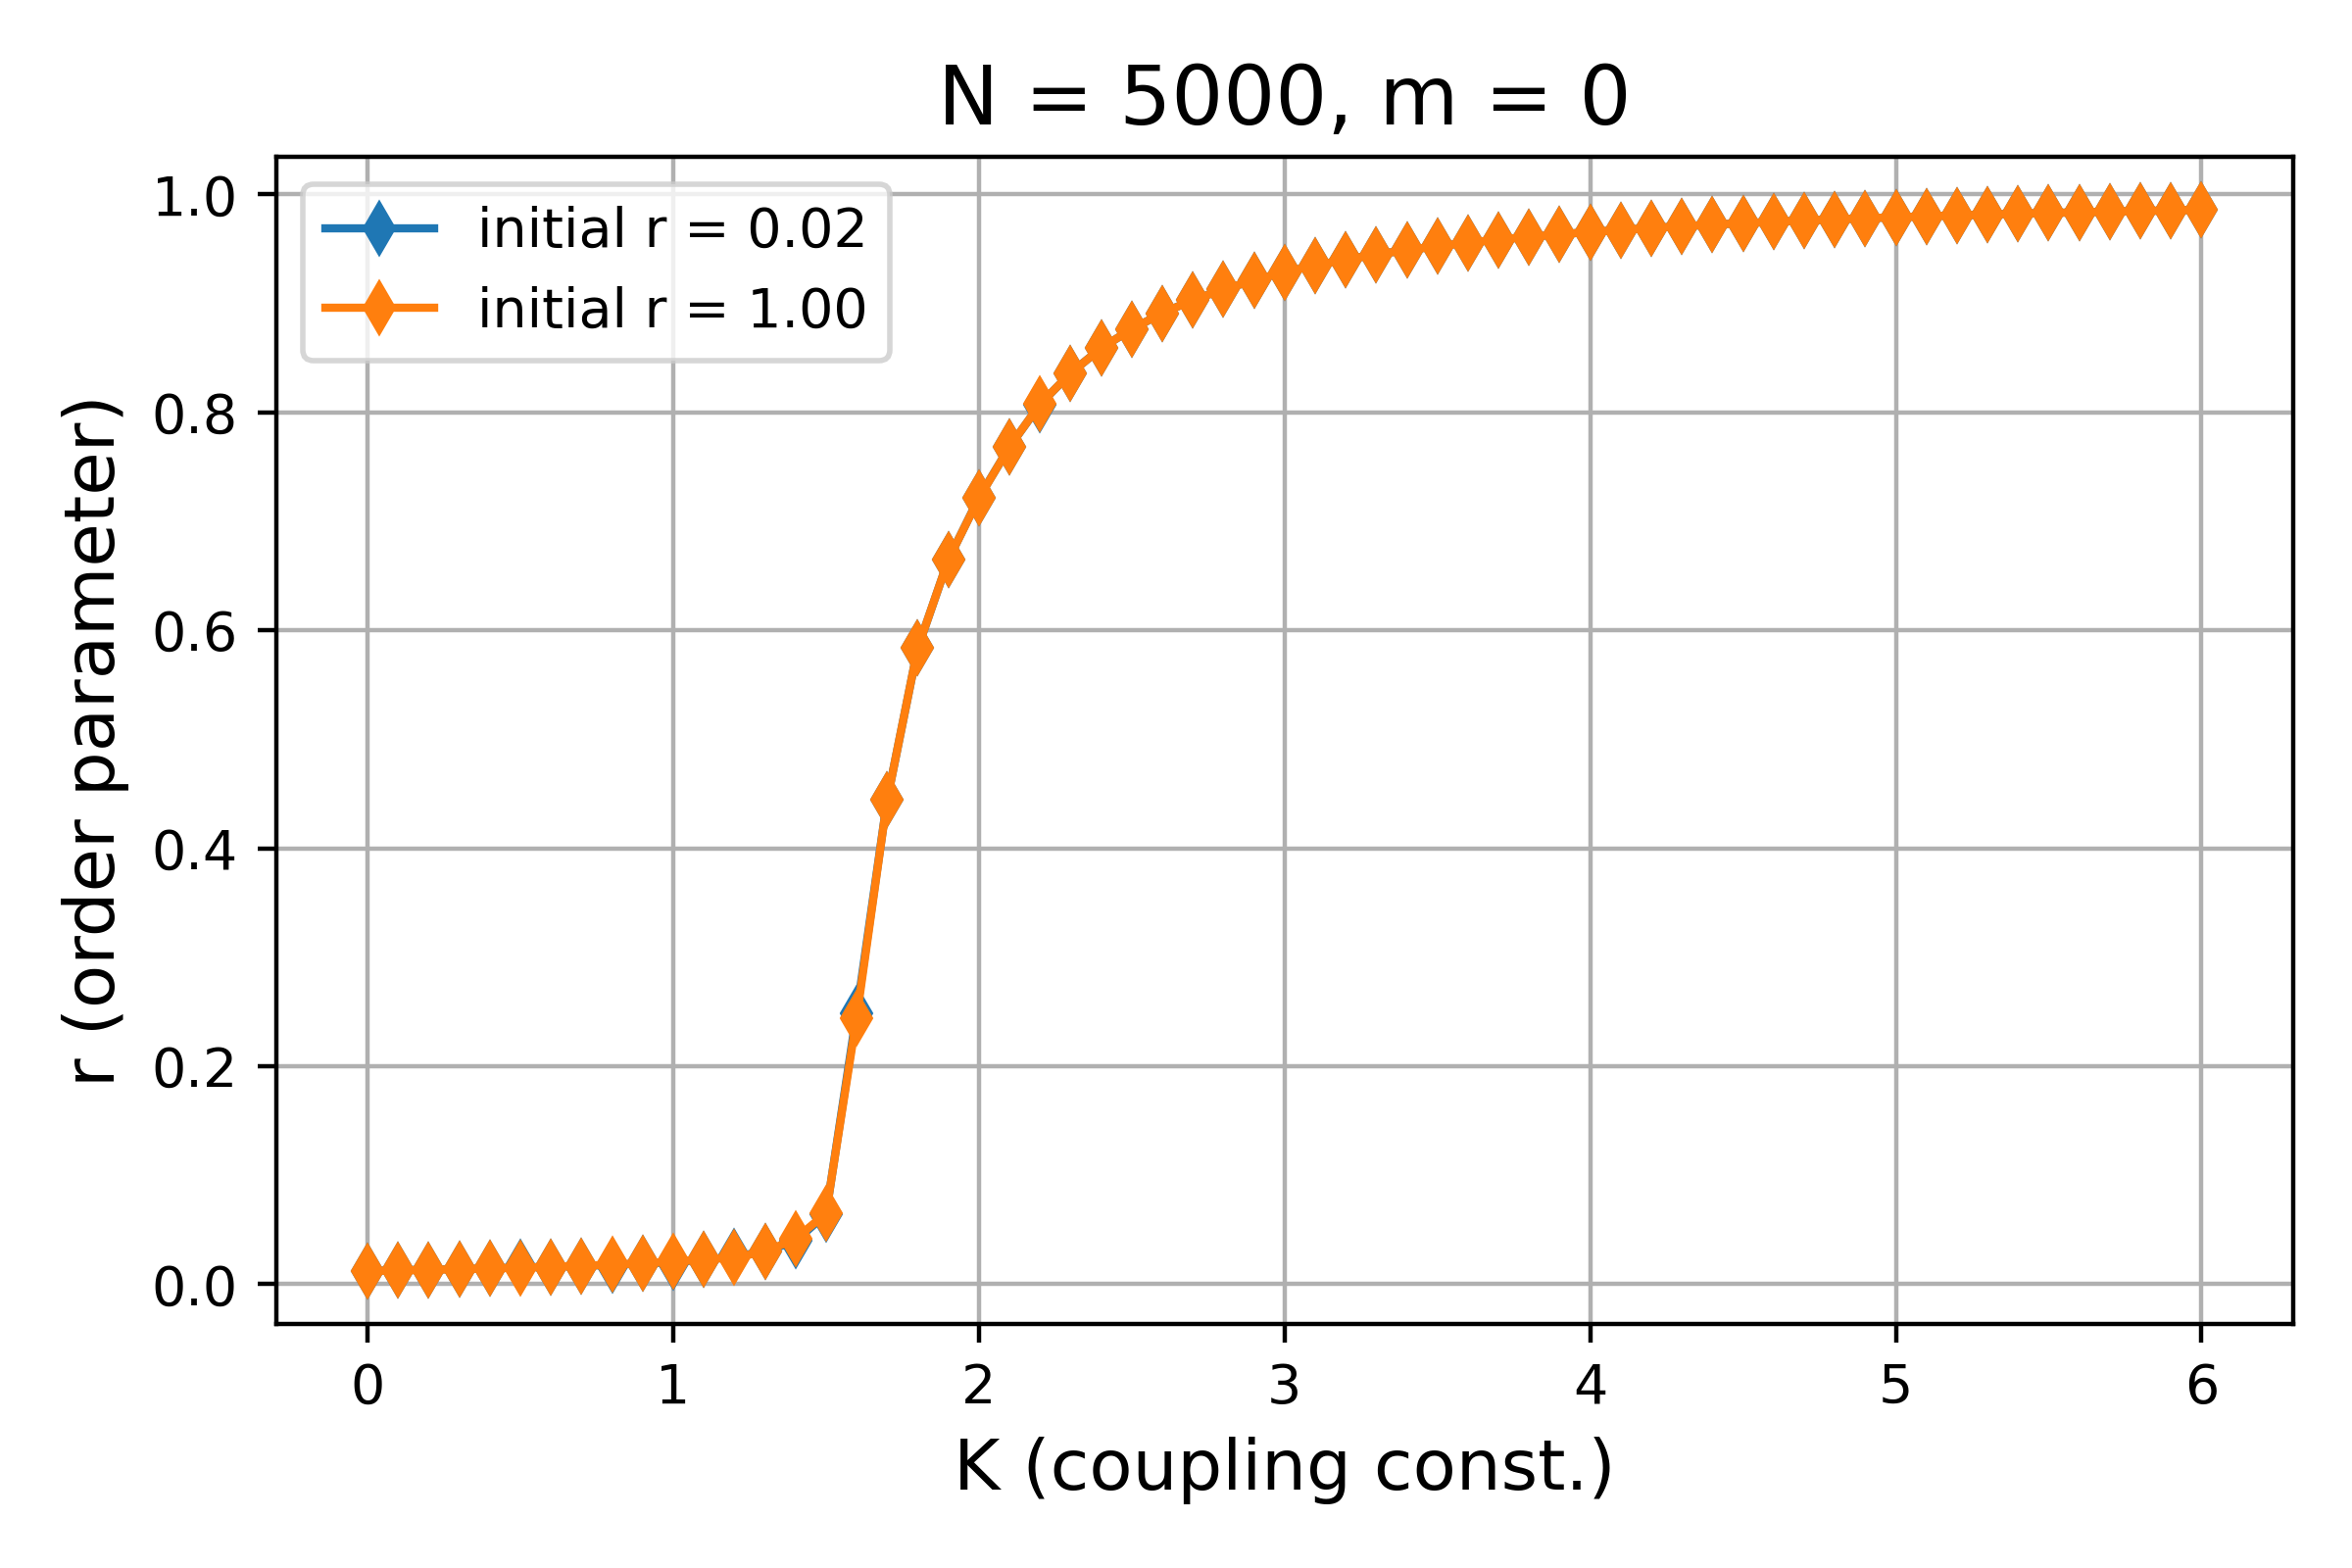 N = 5000, m = 0
initial r = 0.02
initial r = 1.00
r (order parameter)
1.0
0.8
0.6
0.4
0.2
0.0
0 1 2 3 4 5 6
K (coupling const.)